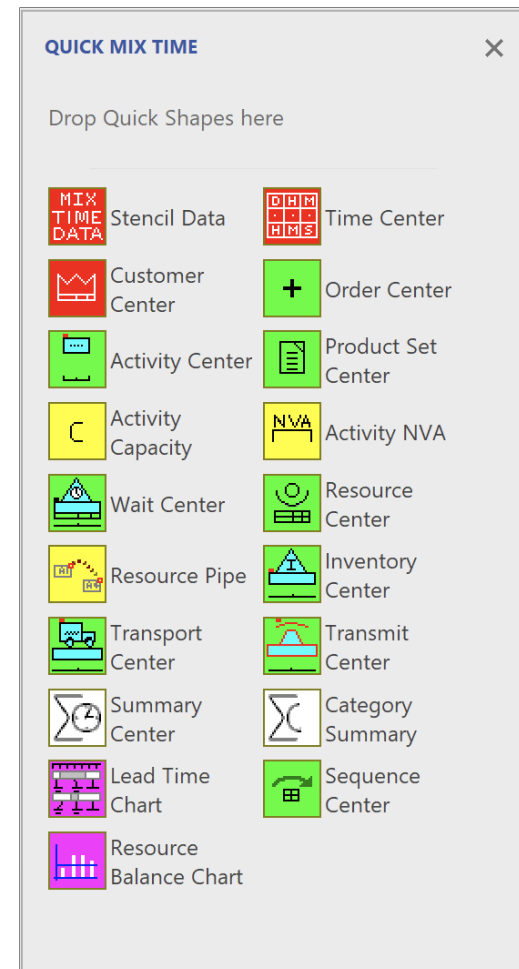 QUICK MIX TIME
Drop Quick Shapes here
MIX
TIME
DATA
Stencil Data
D H M
H M S
Time Center
Customer
Center
Order Center
Activity Center
Product Set
Center
C
Activity
Capacity
NVA
Activity NVA
Wait Center
Resource
Center
Resource Pipe
I
Inventory
Center
Transport
Center
Transmit
Center
Summary
Center
Category
Summary
Lead Time
Chart
Sequence
Center
Resource
Balance Chart